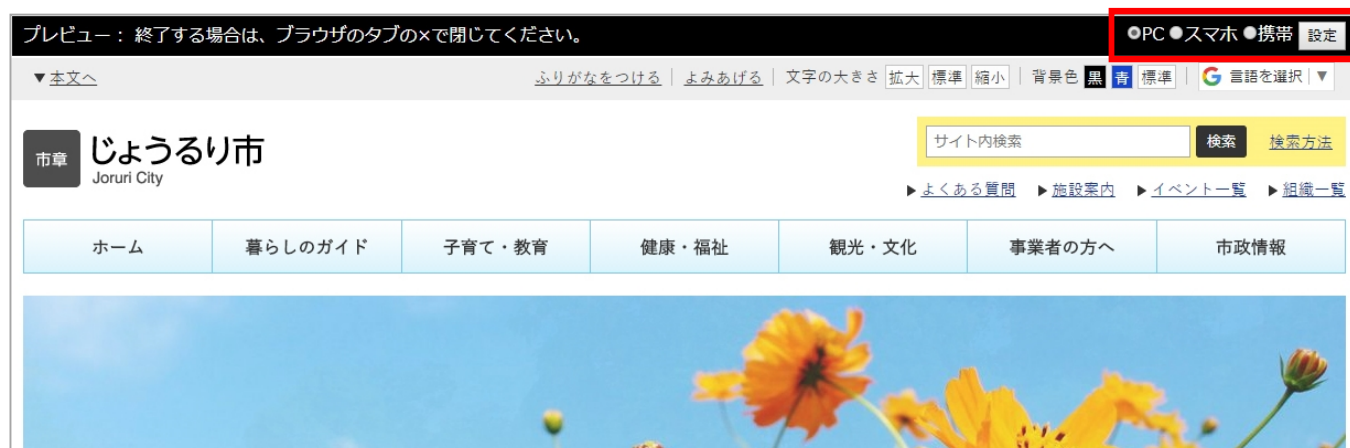 プレビュー： 終了する場合は、ブラウザのタブの×で閉じてください。 PC スマホ 携帯 設定
▼本文へ ふりがなをつける よみあげる 文字の大きさ 拡大 標準 縮小 背景色 黒 青 標準 G 言語を選択 ▼
市章 じょうるり市
Joruri City
サイト内検索 検索 検索方法
▶よくある質問 ▶施設案内 ▶イベント一覧 ▶組織一覧
ホーム 暮らしのガイド 子育て・教育 健康・福祉 観光・文化 事業者の方へ 市政情報